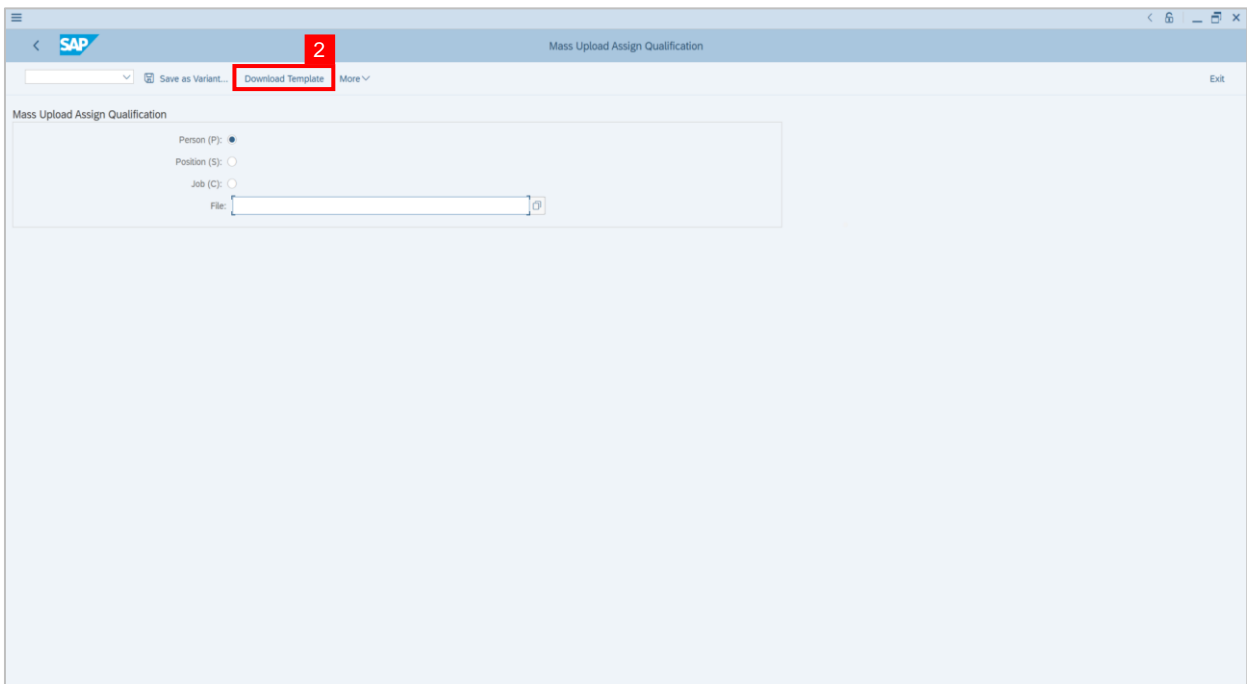 SAP
2
Mass Upload Assign Qualification
Save as Variant... Download Template More
Exit
Mass Upload Assign Qualification
Person (P):
Position (S):
Job (C):
File: